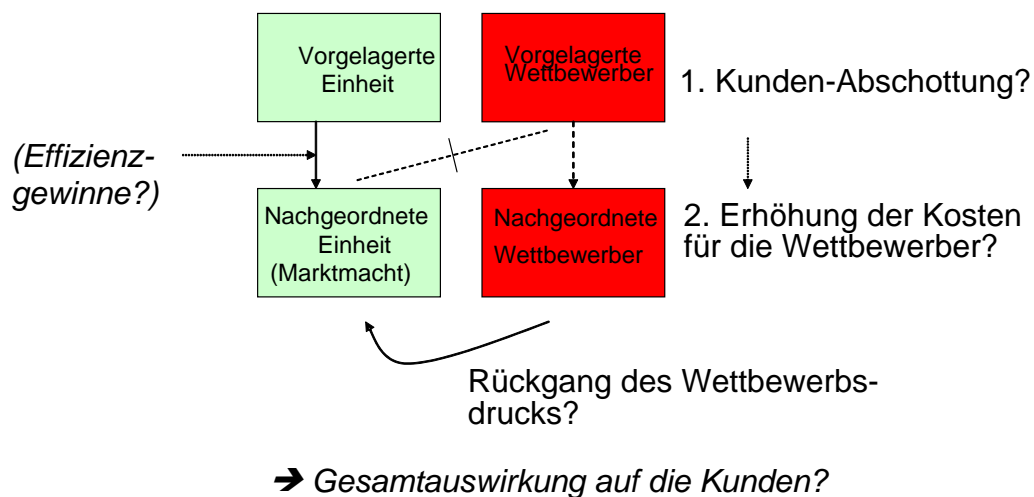 Vorgelagerte
Einheit
Vorgelagerte
Wettbewerber
1. Kunden-Abschottung?
(Effizienz-
gewinne?)
Nachgeordnete
Einheit
(Marktmacht)
Nachgeordnete
Wettbewerber
2. Erhöhung der Kosten
für die Wettbewerber?
Rückgang des Wettbewerbs-
drucks?
➔ Gesamtauswirkung auf die Kunden?